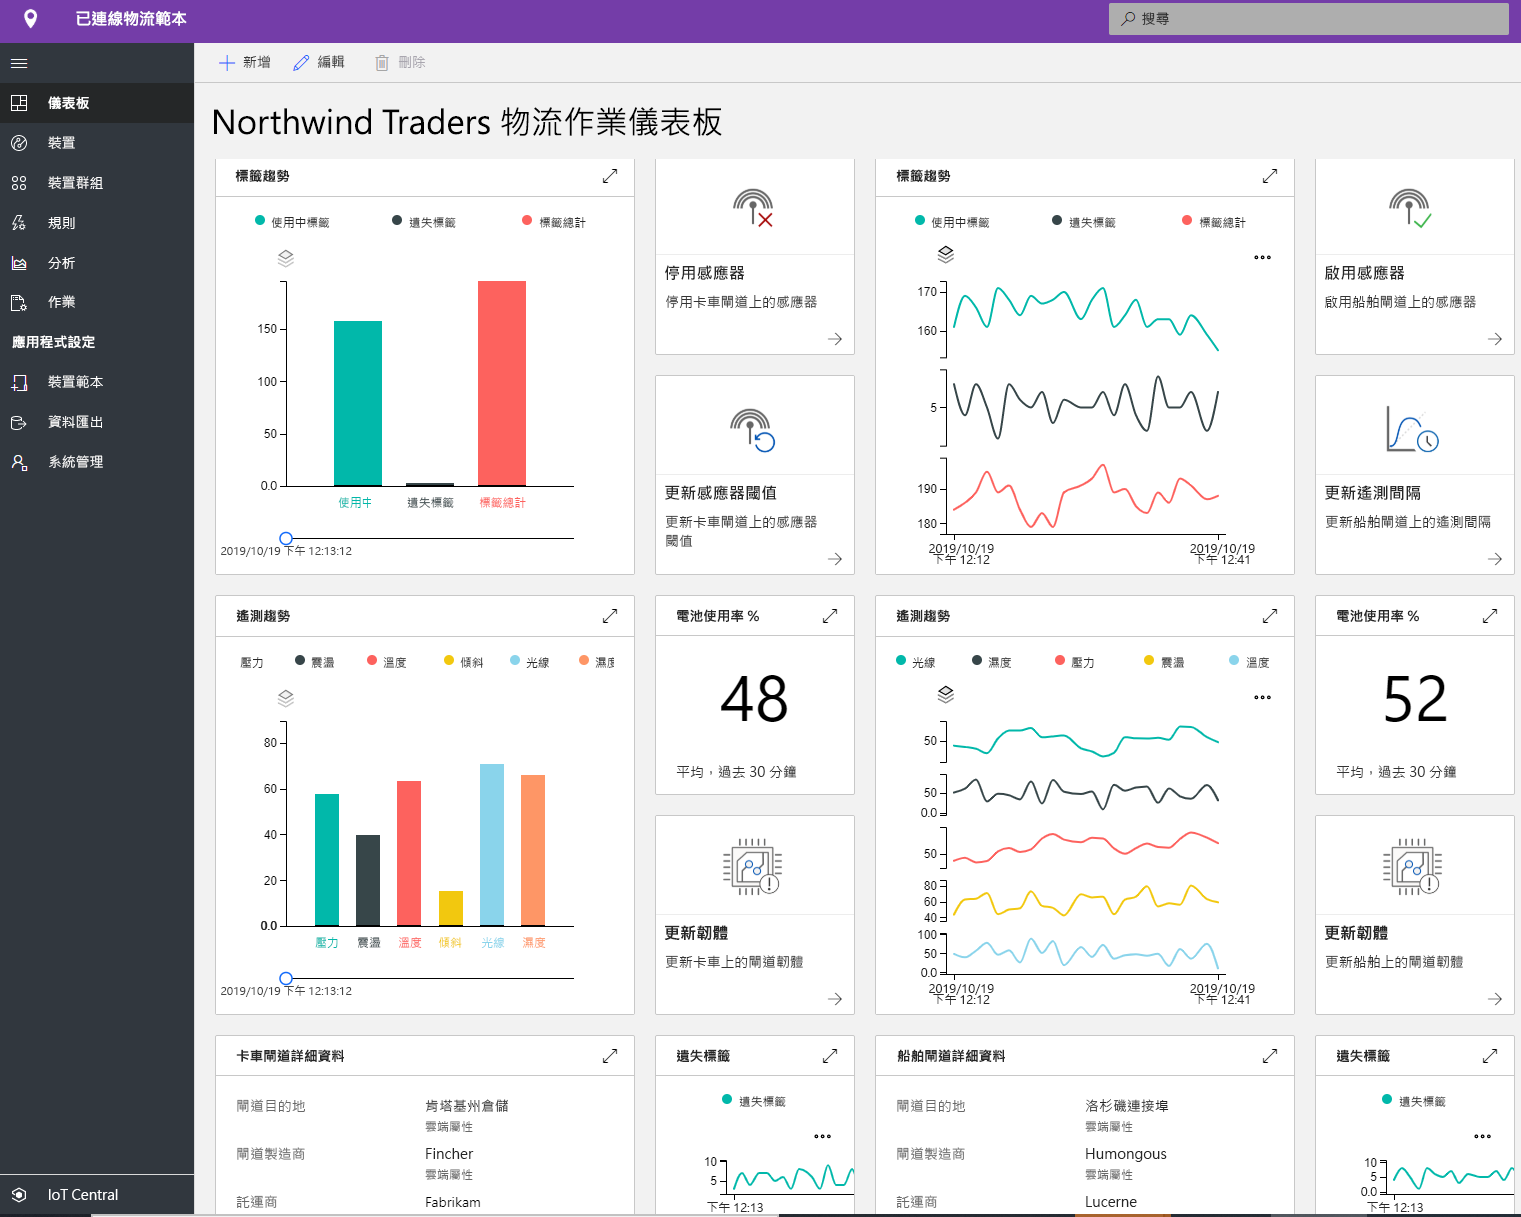 已連線物流範本
搜尋
新增 編輯 刪除
儀表板
裝置
裝置群組
規則
分析
作業
應用程式設定
裝置範本
資料匯出
系統管理
IoT Central
Northwind Traders 物流作業儀表板
標籤趨勢
使用中標籤 遺失標籤 標籤總計
150
100
50
0.0
使用中 遺失標籤 標籤總計
2019/10/19 下午 12:13:12
停用感應器
停用卡車閘道上的感應器
更新感應器閾值
更新卡車閘道上的感應器
閾值
標籤趨勢
使用中標籤 遺失標籤 標籤總計
170
160
5
190
180
2019/10/19 2019/10/19
下午 12:12 下午 12:41
啟用感應器
啟用船舶閘道上的感應器
更新遙測間隔
更新船舶閘道上的遙測間隔
遙測趨勢
壓力 震盪 溫度 傾斜 光線 濕度
80
60
40
20
0.0
壓力 震盪 溫度 傾斜 光線 濕度
2019/10/19 下午 12:13:12
電池使用率 %
48
平均，過去 30 分鐘
更新韌體
更新卡車上的閘道韌體
遙測趨勢
光線 濕度 壓力 震盪 溫度
50
50
0.0
50
80
60
40
100
50
0.0
2019/10/19 2019/10/19
下午 12:12 下午 12:41
電池使用率 %
52
平均，過去 30 分鐘
更新韌體
更新船舶上的閘道韌體
卡車閘道詳細資料
閘道目的地 肯塔基州倉儲
雲端屬性
閘道製造商 Fincher
雲端屬性
託運商 Fabrikam
遺失標籤
遺失標籤
10
5
下午 12:13
船舶閘道詳細資料
閘道目的地 洛杉磯連接埠
雲端屬性
閘道製造商 Humongous
雲端屬性
託運商 Lucerne
遺失標籤
遺失標籤
10
5
0.0
下午 12:13